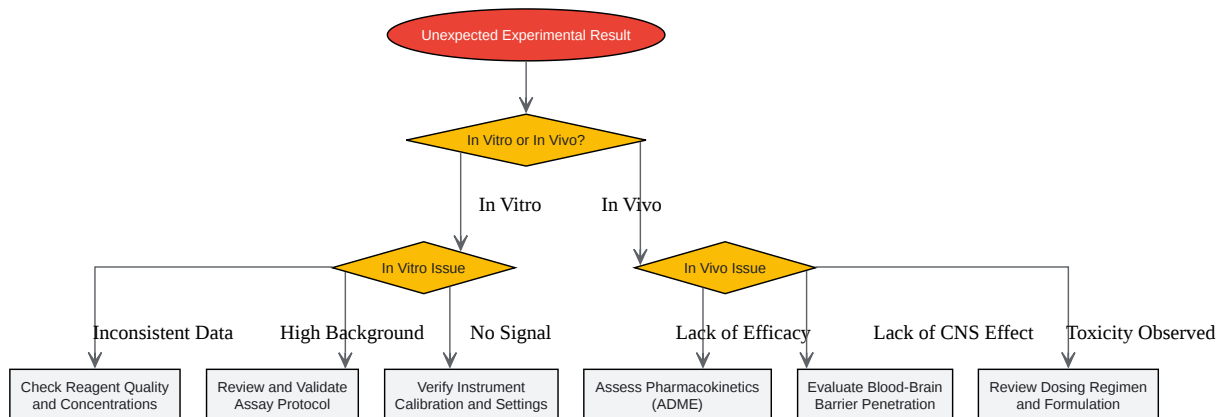 Unexpected Experimental Result
In Vitro or In Vivo?
In Vitro
In Vivo
In Vitro Issue
In Vivo Issue
Inconsistent Data
High Background
No Signal
Lack of Efficacy
Lack of CNS Effect
Toxicity Observed
Check Reagent Quality
and Concentrations
Review and Validate
Assay Protocol
Verify Instrument
Calibration and Settings
Assess Pharmacokinetics
(ADME)
Evaluate Blood-Brain
Barrier Penetration
Review Dosing Regimen
and Formulation